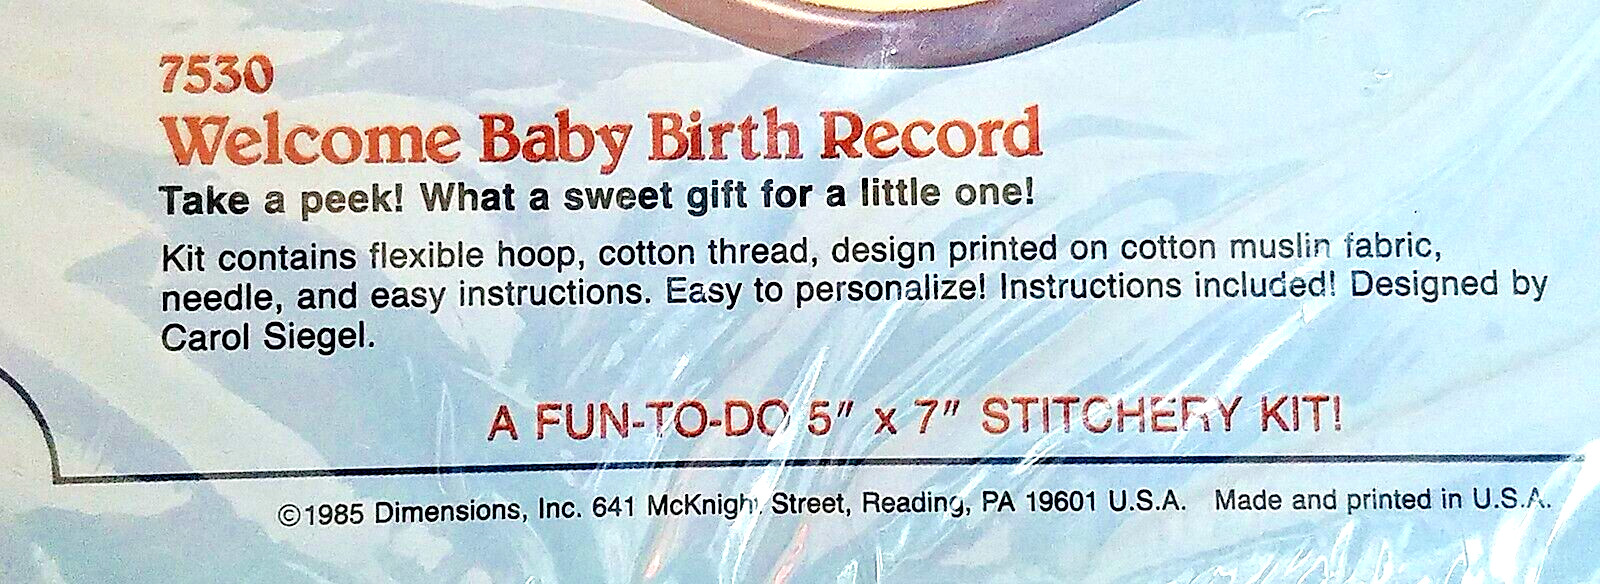 7530
Welcome Baby Birth Record
Take a peek! What a sweet gift for a little one!
Kit contains flexible hoop, cotton thread, design printed on cotton muslin fabric,
needle, and easy instructions. Easy to personalize! Instructions included! Designed by
Carol Siegel.
A FUN-TO-DO 5" x 7" STITCHERY KIT!
©1985 Dimensions, Inc. 641 McKnight Street, Reading, PA 19601 U.S.A. Made and printed in U.S.A.